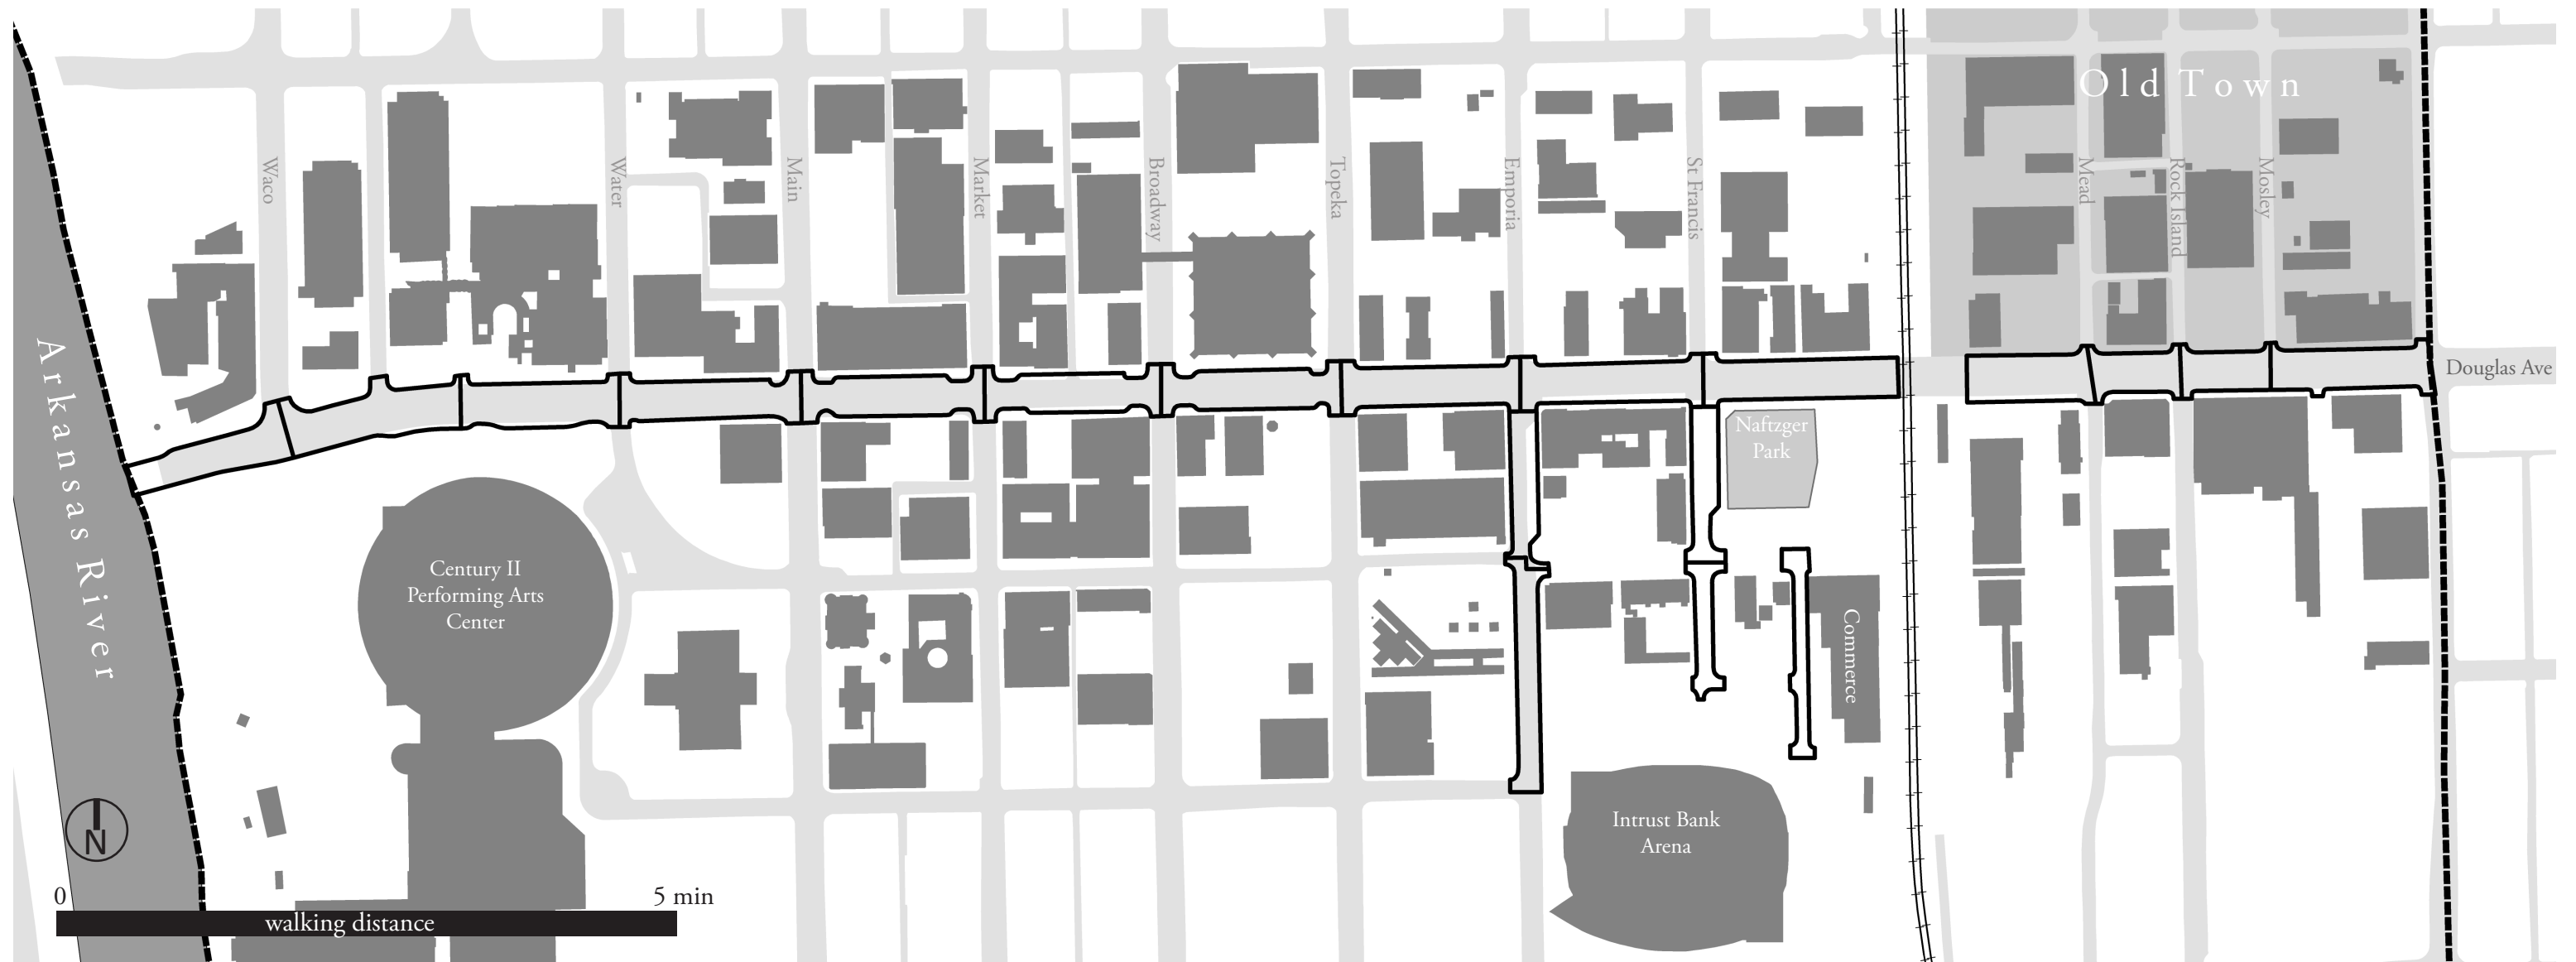 Old Town
Waco
Water
Main
Market
Broadway
Topeka
Emporia
St Francis
Mead
Rock Island
Mosley
Douglas Ave
Arkansas River
Naftzger
Park
Century II
Performing Arts
Center
Commerce
Intrust Bank
Arena
N
0
5 min
walking distance